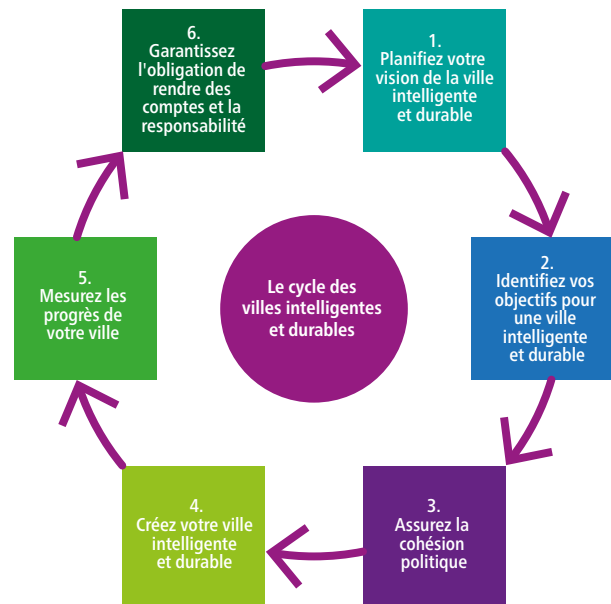 6.
Garantissez
l'obligation de
rendre des
comptes et la
responsabilité
1.
Planifiez votre
vision de la ville
intelligente
et durable
5.
Mesurez les
progrès de
votre ville
Le cycle des
villes intelligentes
et durables
2.
Identifiez vos
objectifs pour
une ville
intelligente
et durable
4.
Créez votre ville
intelligente
et durable
3.
Assurez la
cohésion
politique